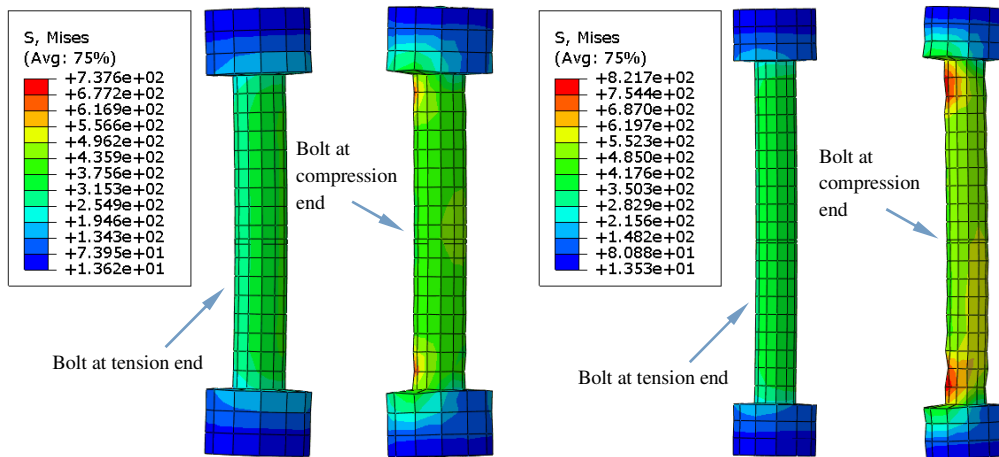 S, Mises
(Avg: 75%)
+7.376e+02
+6.772e+02
+6.169e+02
+5.566e+02
+4.962e+02
+4.359e+02
+3.756e+02
+3.153e+02
+2.549e+02
+1.946e+02
+1.343e+02
+7.395e+01
+1.362e+01
Bolt at
compression
end
Bolt at tension end
S, Mises
(Avg: 75%)
+8.217e+02
+7.544e+02
+6.870e+02
+6.197e+02
+5.523e+02
+4.850e+02
+4.176e+02
+3.503e+02
+2.829e+02
+2.156e+02
+1.482e+02
+8.088e+01
+1.353e+01
Bolt at
compression
end
Bolt at tension end